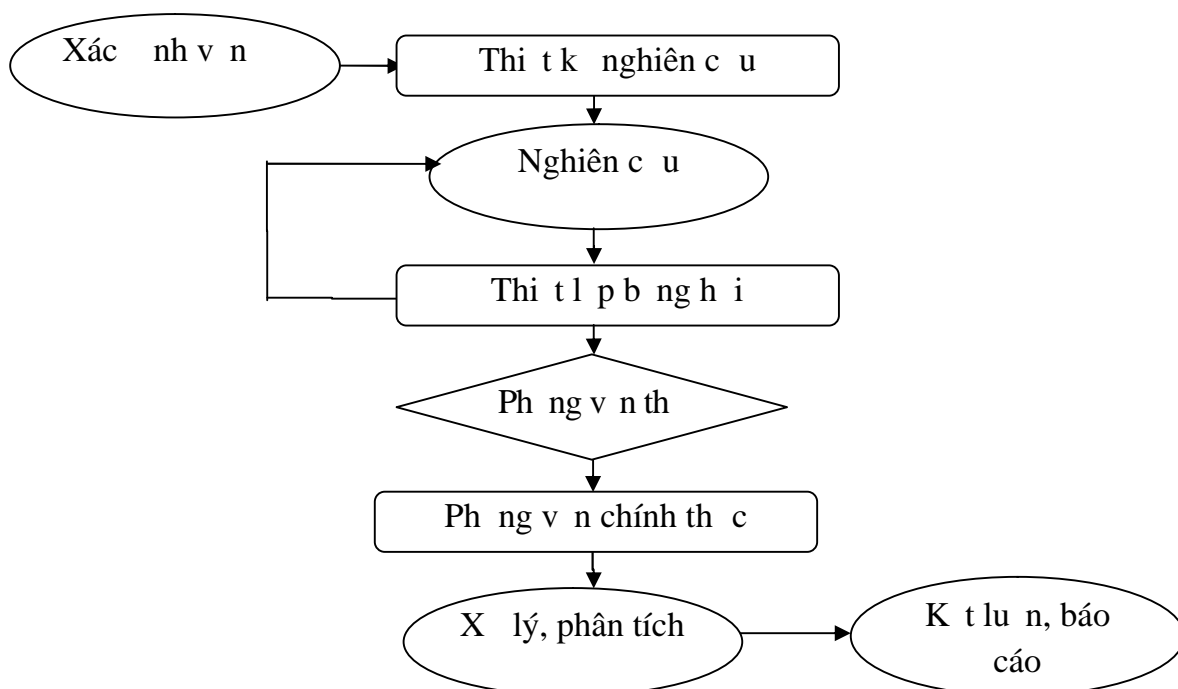 Xác nh v n
Thi t k nghiên c u
Nghiên c u
Thi t l p b ng h i
Ph ng v n th
Ph ng v n chính th c
X lý, phân tích
K t lu n, báo
cáo